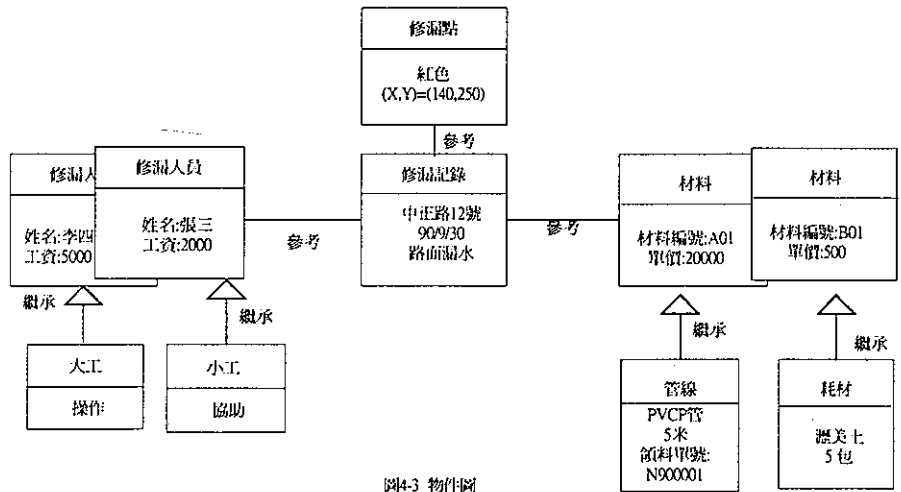 修漏點
紅色
(X,Y)=(140,250)
參考
修漏人
姓名:李四
工資:5000
修漏人員
姓名:張三
工資:2000
參考
修漏記錄
中正路12號
90/9/30
路面漏水
參考
材料
材料編號:A01
單價:20000
材料
材料編號:B01
單價:500
繼承
繼承
繼承
繼承
大工
操作
小工
協助
管線
PVCP管
5米
領料單號:
N900001
耗材
瀝美土
5包
圖4-3 物件圖